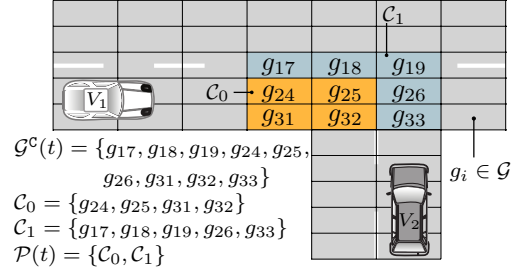 𝒞₁
g₁₇ g₁₈ g₁₉
V₁ 𝒞₀ g₂₄ g₂₅ g₂₆
g₃₁ g₃₂ g₃₃
𝒢ᶜ(t) = {g₁₇, g₁₈, g₁₉, g₂₄, g₂₅,
g₂₆, g₃₁, g₃₂, g₃₃}
gᵢ ∈ 𝒢
𝒞₀ = {g₂₄, g₂₅, g₃₁, g₃₂}
𝒞₁ = {g₁₇, g₁₈, g₁₉, g₂₆, g₃₃}
V₂
𝒫(t) = {𝒞₀, 𝒞₁}